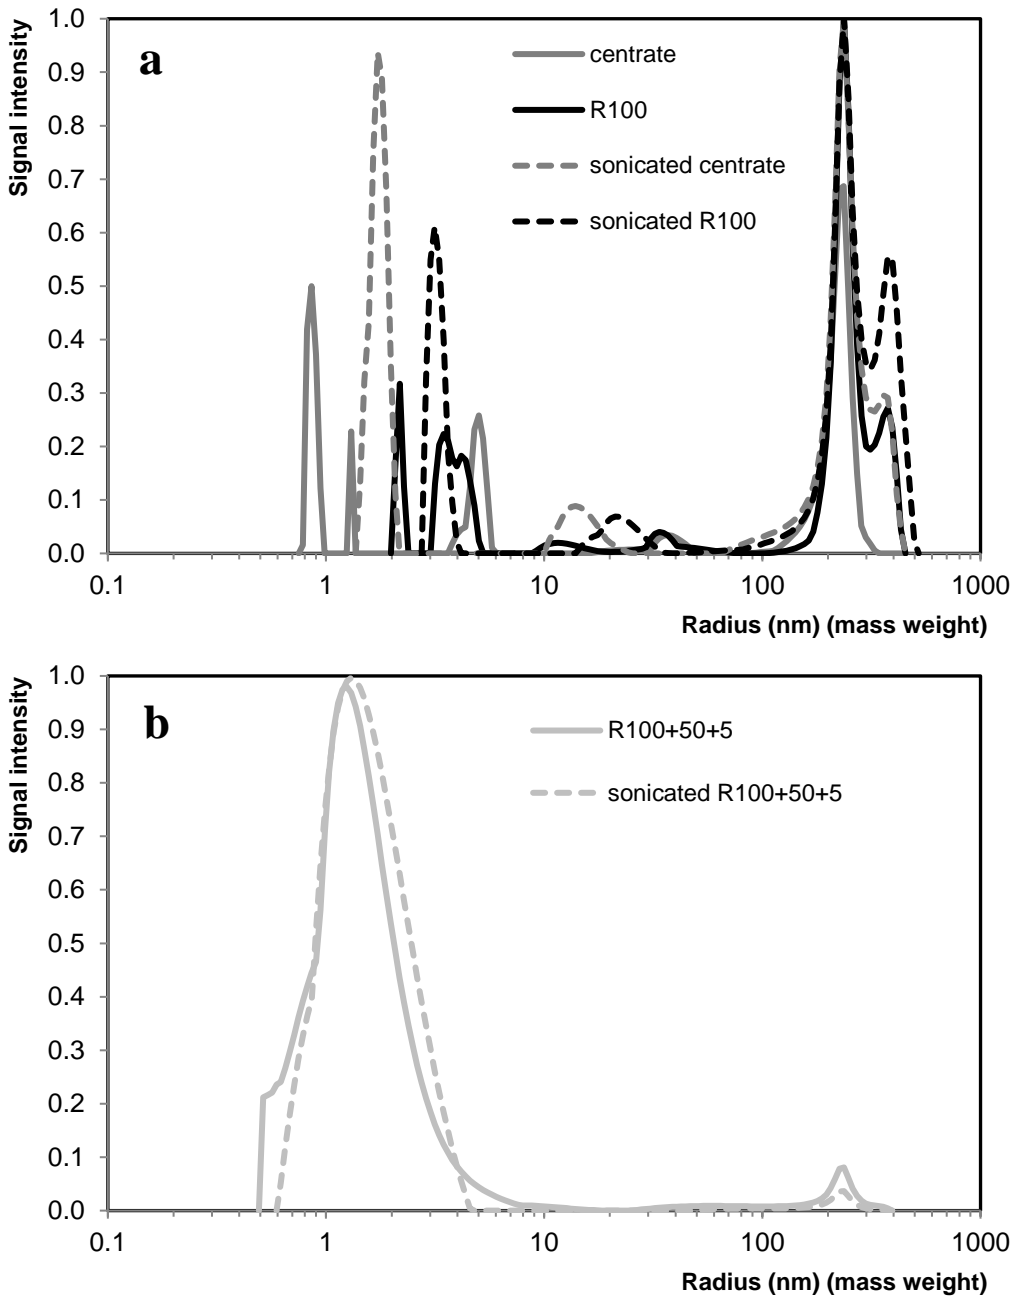 a
Signal intensity
1.0
0.9
0.8
0.7
0.6
0.5
0.4
0.3
0.2
0.1
0.0
centrate
R100
sonicated centrate
sonicated R100
0.1 1 10 100 1000
Radius (nm) (mass weight)
b
Signal intensity
1.0
0.9
0.8
0.7
0.6
0.5
0.4
0.3
0.2
0.1
0.0
R100+50+5
sonicated R100+50+5
0.1 1 10 100 1000
Radius (nm) (mass weight)